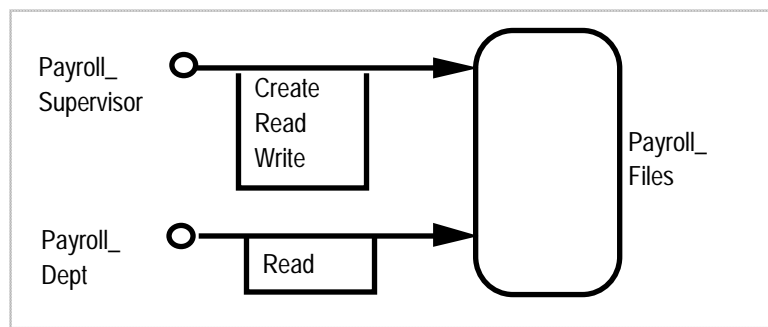 Payroll_
Supervisor
Create
Read
Write
Payroll_
Files
Payroll_
Dept
Read